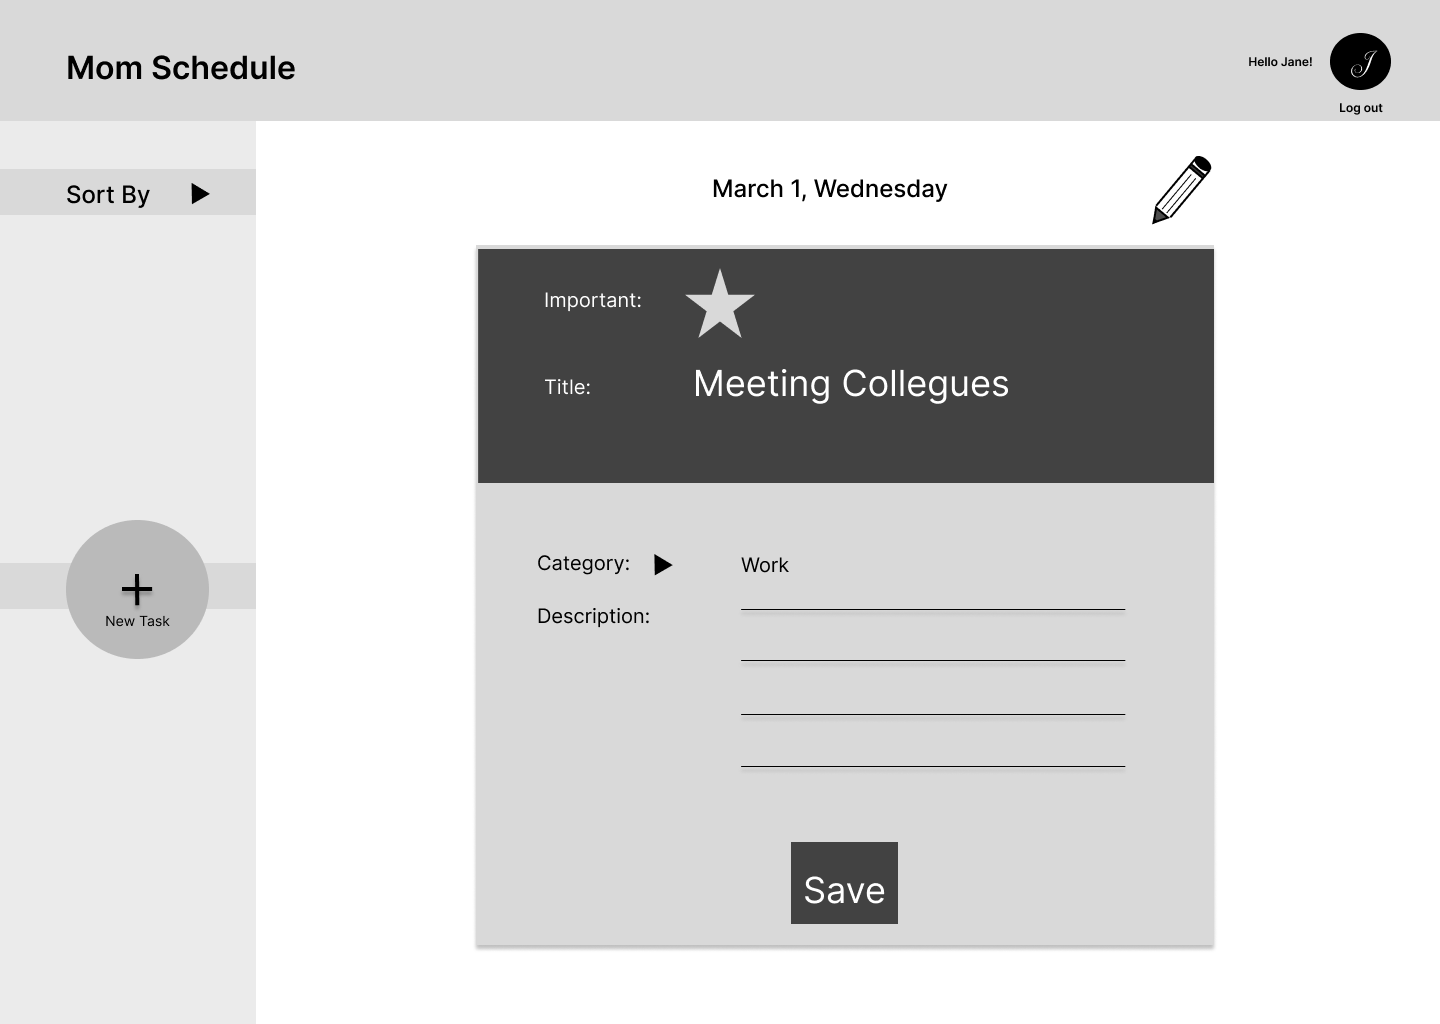 Mom Schedule
Hello Jane!
J
Log out
Sort By
March 1, Wednesday
Important:
Title: Meeting Collegues
Category: Work
Description:
New Task
Save